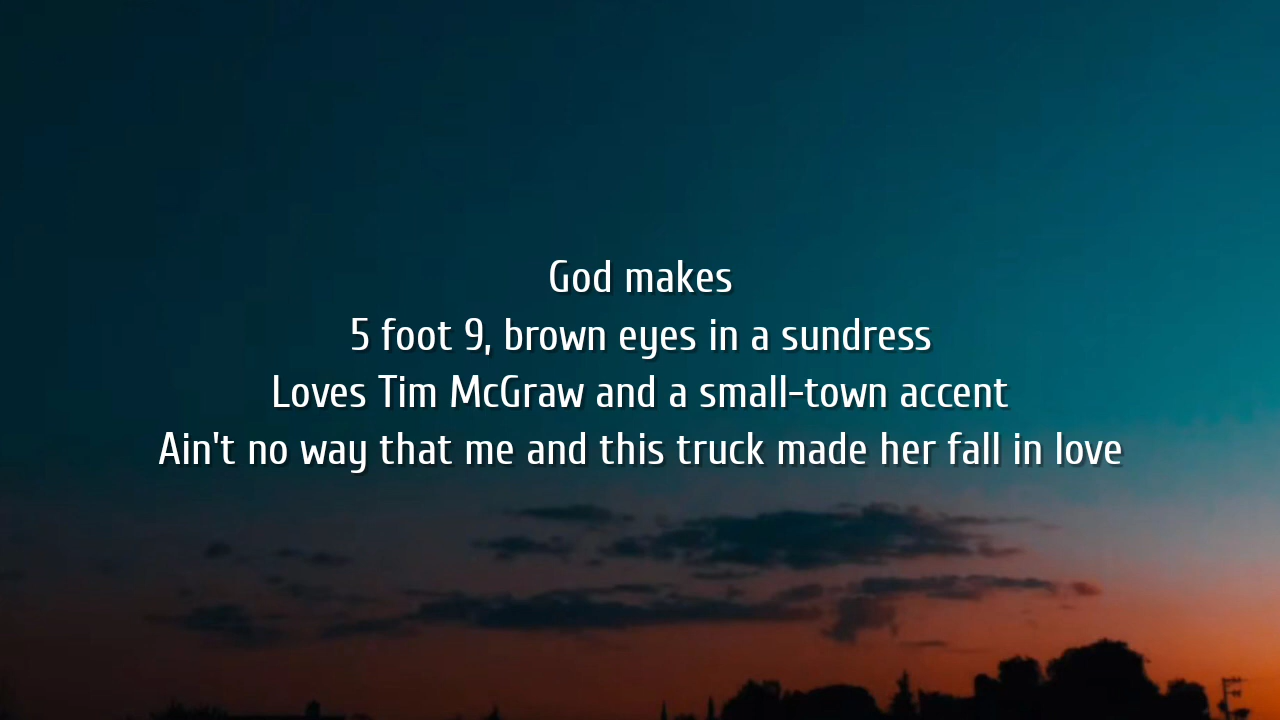 God makes
5 foot 9, brown eyes in a sundress
Loves Tim McGraw and a small-town accent
Ain't no way that me and this truck made her fall in love